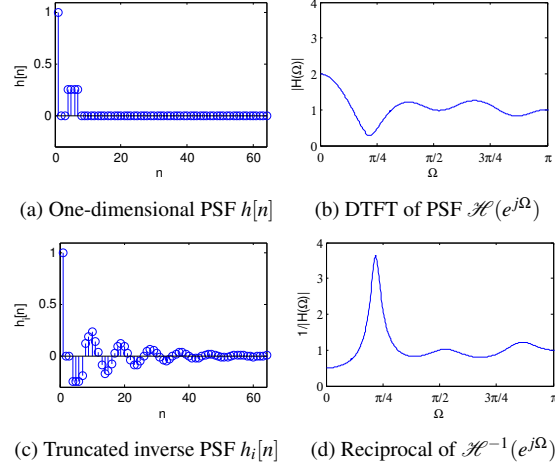 1
0.5
0
h[n]
0 20 40 60
n
(a) One-dimensional PSF h[n]
4
3
2
1
0
|H(Ω)|
0 π/4 π/2 3π/4 π
Ω
(b) DTFT of PSF ℋ(e^{jΩ})
1
0.5
0
h_i[n]
0 20 40 60
n
(c) Truncated inverse PSF h_i[n]
4
3
2
1
0
1/|H(Ω)|
0 π/4 π/2 3π/4 π
Ω
(d) Reciprocal of ℋ^{-1}(e^{jΩ})